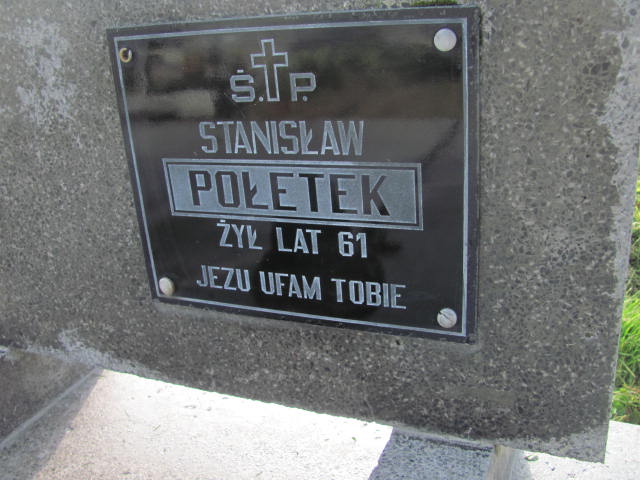 Ś.P.
STANISŁAW
POŁETEK
ŻYŁ LAT 61
JEZU UFAM TOBIE